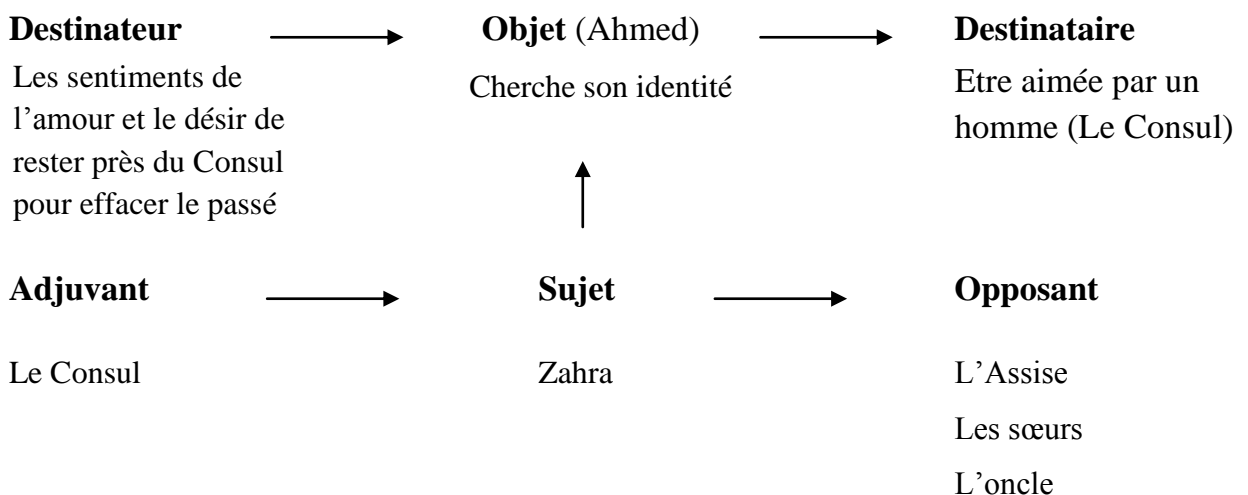 Destinateur
Objet (Ahmed)
Destinataire
Les sentiments de
l’amour et le désir de
rester près du Consul
pour effacer le passé
Cherche son identité
Etre aimée par un
homme (Le Consul)
Adjuvant
Sujet
Opposant
Le Consul
Zahra
L’Assise
Les sœurs
L’oncle